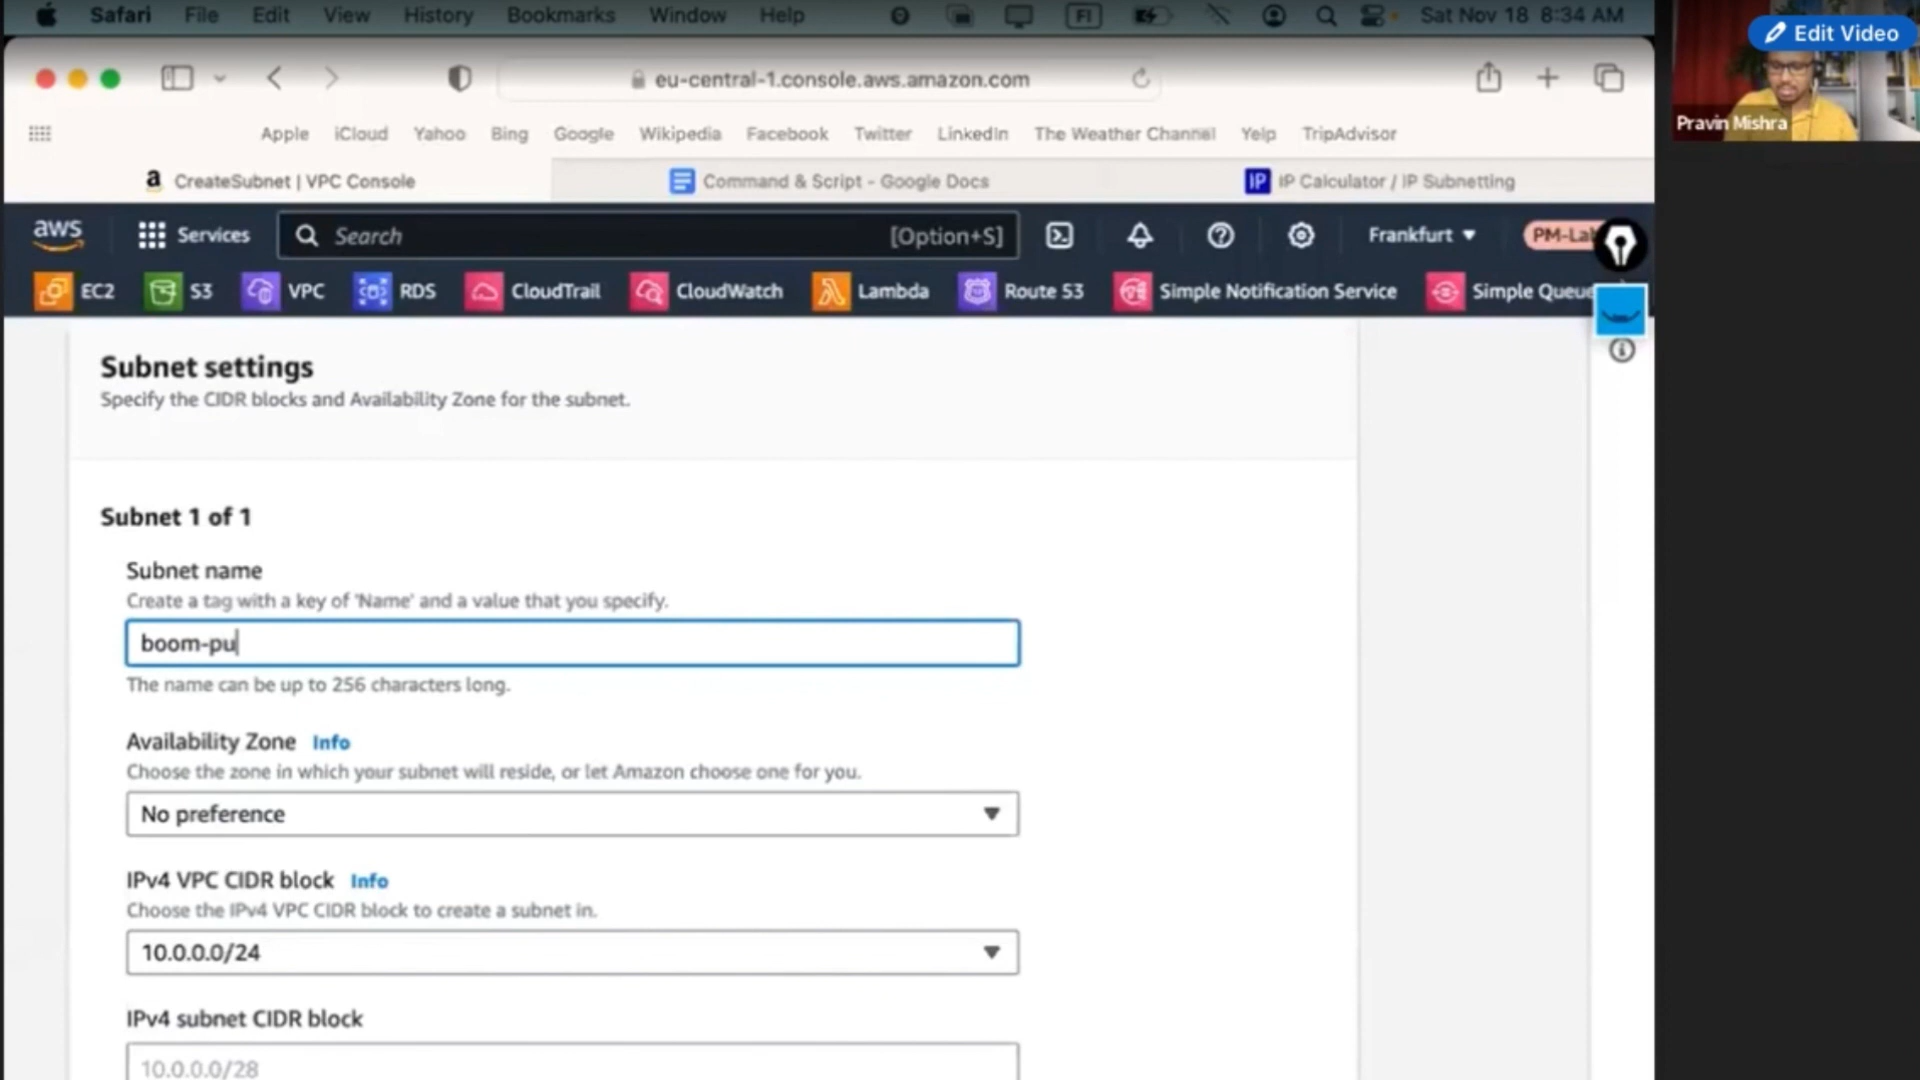 Safari File Edit View History Bookmarks Window Help FI Sat Nov 18 8:34 AM
Edit Video
Pravin Mishra
eu-central-1.console.aws.amazon.com
Apple iCloud Yahoo Bing Google Wikipedia Facebook Twitter LinkedIn The Weather Channel Yelp TripAdvisor
a CreateSubnet | VPC Console
Command & Script - Google Docs
IP IP Calculator / IP Subnetting
aws Services Search [Option+S] Frankfurt PM-La
EC2 S3 VPC RDS CloudTrail CloudWatch Lambda Route 53 Simple Notification Service Simple Queue
Subnet settings
Specify the CIDR blocks and Availability Zone for the subnet.
Subnet 1 of 1
Subnet name
Create a tag with a key of 'Name' and a value that you specify.
boom-pu
The name can be up to 256 characters long.
Availability Zone Info
Choose the zone in which your subnet will reside, or let Amazon choose one for you.
No preference
IPv4 VPC CIDR block Info
Choose the IPv4 VPC CIDR block to create a subnet in.
10.0.0.0/24
IPv4 subnet CIDR block
10.0.0.0/28